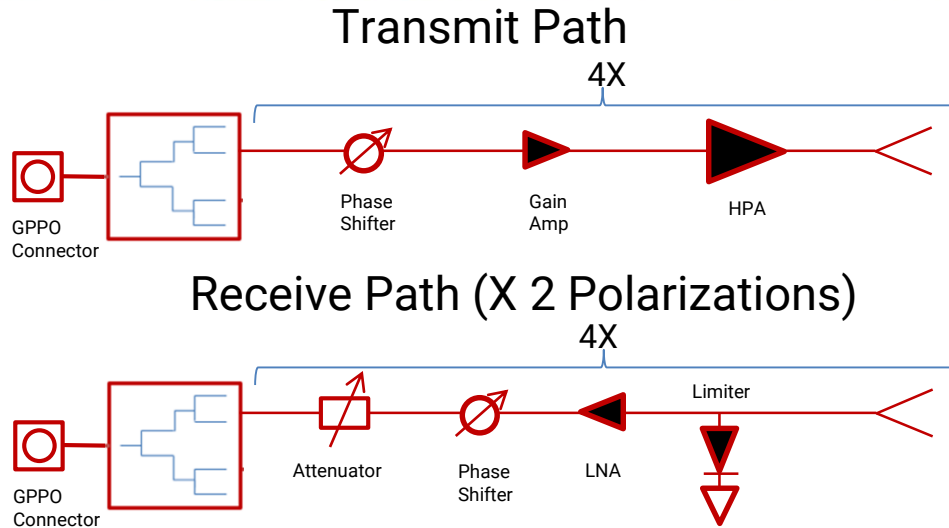 Transmit Path
4X
Phase
Shifter
Gain
Amp
HPA
GPPO
Connector
Receive Path (X 2 Polarizations)
4X
Limiter
Attenuator
Phase
Shifter
LNA
GPPO
Connector